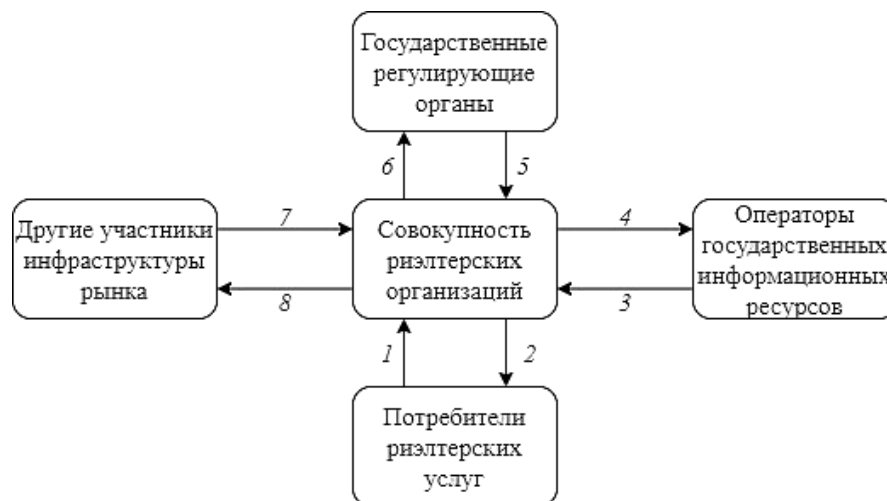 Государственные
регулирующие
органы
6
5
Другие участники
инфраструктуры
рынка
7
8
Совокупность
риэлтерских
организаций
4
3
Операторы
государственных
информационных
ресурсов
1
2
Потребители
риэлтерских
услуг